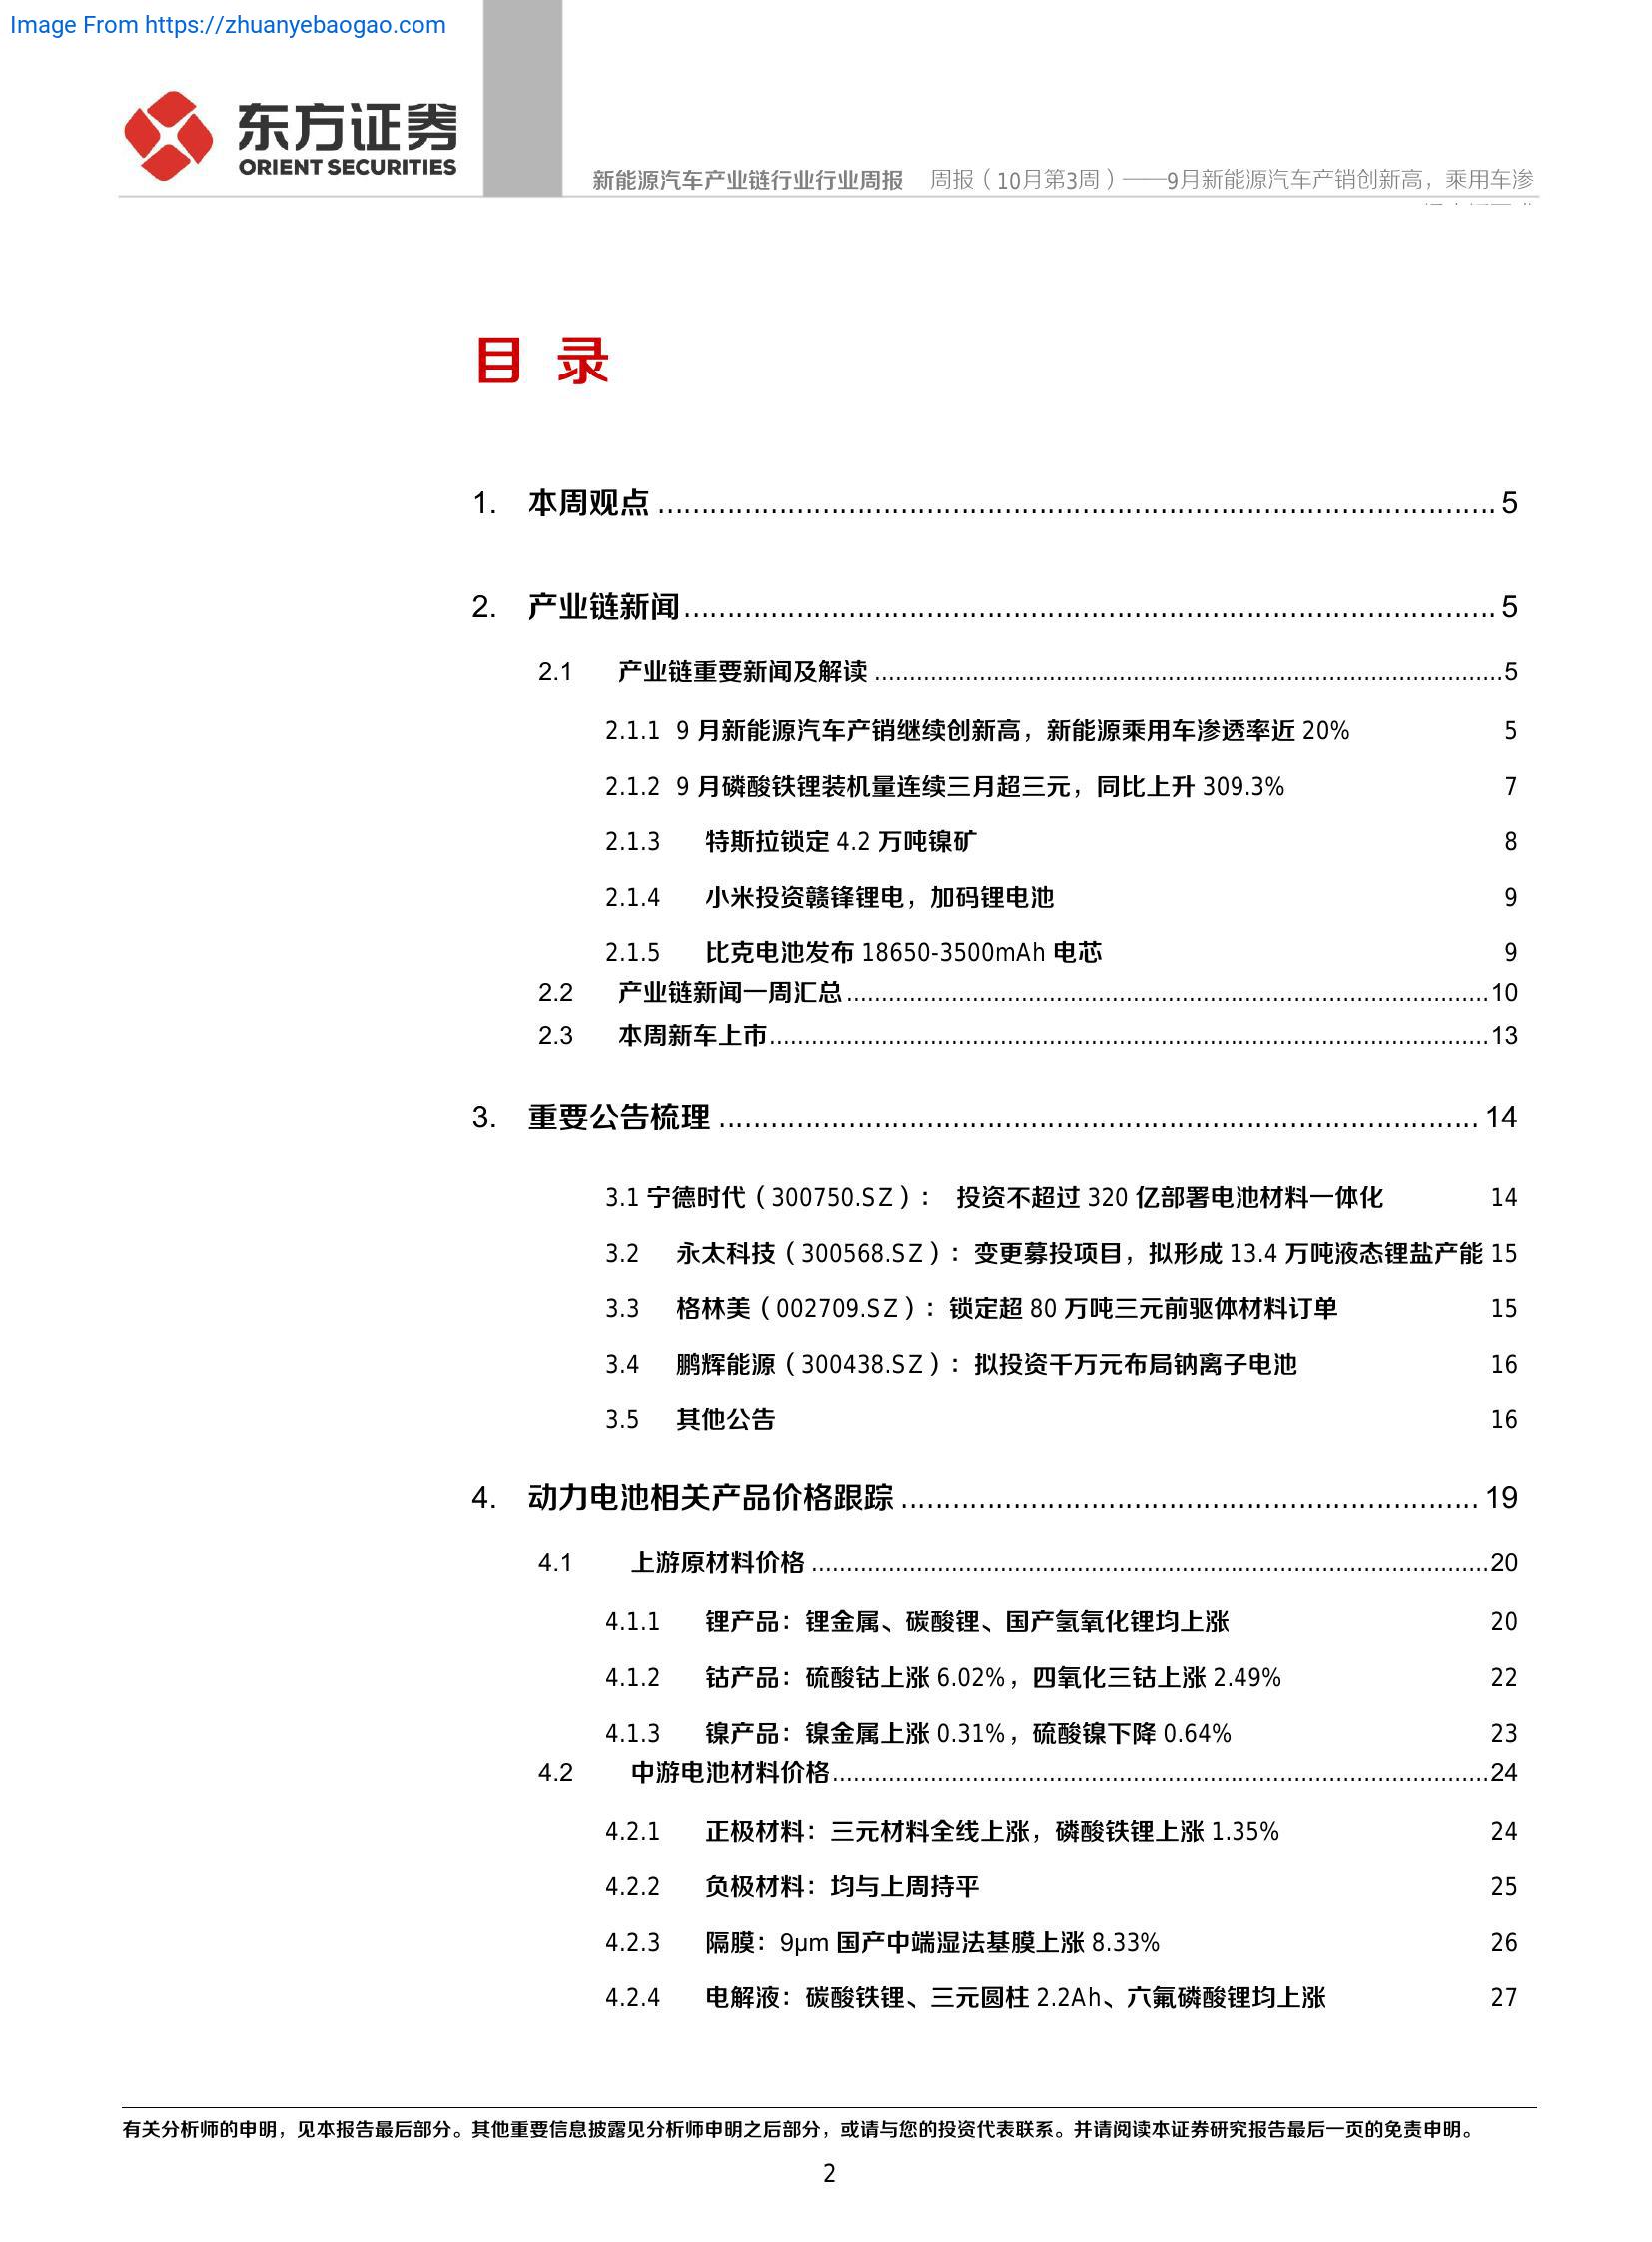 Image From https://zhuanyebaogao.com
东方证券
ORIENT SECURITIES
新能源汽车产业链行业行业周报 周报（10月第3周）——9月新能源汽车产销创新高，乘用车渗
目 录
1. 本周观点 ........ 5
2. 产业链新闻 ........ 5
2.1 产业链重要新闻及解读 ........ 5
2.1.1 9 月新能源汽车产销继续创新高，新能源乘用车渗透率近 20% 5
2.1.2 9 月磷酸铁锂装机量连续三月超三元，同比上升 309.3% 7
2.1.3 特斯拉锁定 4.2 万吨镍矿 8
2.1.4 小米投资赣锋锂电，加码锂电池 9
2.1.5 比克电池发布 18650-3500mAh 电芯 9
2.2 产业链新闻一周汇总 ........ 10
2.3 本周新车上市 ........ 13
3. 重要公告梳理 ........ 14
3.1 宁德时代（300750.SZ）： 投资不超过 320 亿部署电池材料一体化 14
3.2 永太科技（300568.SZ）：变更募投项目，拟形成 13.4 万吨液态锂盐产能 15
3.3 格林美（002709.SZ）：锁定超 80 万吨三元前驱体材料订单 15
3.4 鹏辉能源（300438.SZ）：拟投资千万元布局钠离子电池 16
3.5 其他公告 16
4. 动力电池相关产品价格跟踪 ........ 19
4.1 上游原材料价格 ........ 20
4.1.1 锂产品：锂金属、碳酸锂、国产氢氧化锂均上涨 20
4.1.2 钴产品：硫酸钴上涨 6.02%，四氧化三钴上涨 2.49% 22
4.1.3 镍产品：镍金属上涨 0.31%，硫酸镍下降 0.64% 23
4.2 中游电池材料价格 ........ 24
4.2.1 正极材料：三元材料全线上涨，磷酸铁锂上涨 1.35% 24
4.2.2 负极材料：均与上周持平 25
4.2.3 隔膜：9μm 国产中端湿法基膜上涨 8.33% 26
4.2.4 电解液：碳酸铁锂、三元圆柱 2.2Ah、六氟磷酸锂均上涨 27
有关分析师的申明，见本报告最后部分。其他重要信息披露见分析师申明之后部分，或请与您的投资代表联系。并请阅读本证券研究报告最后一页的免责申明。
2